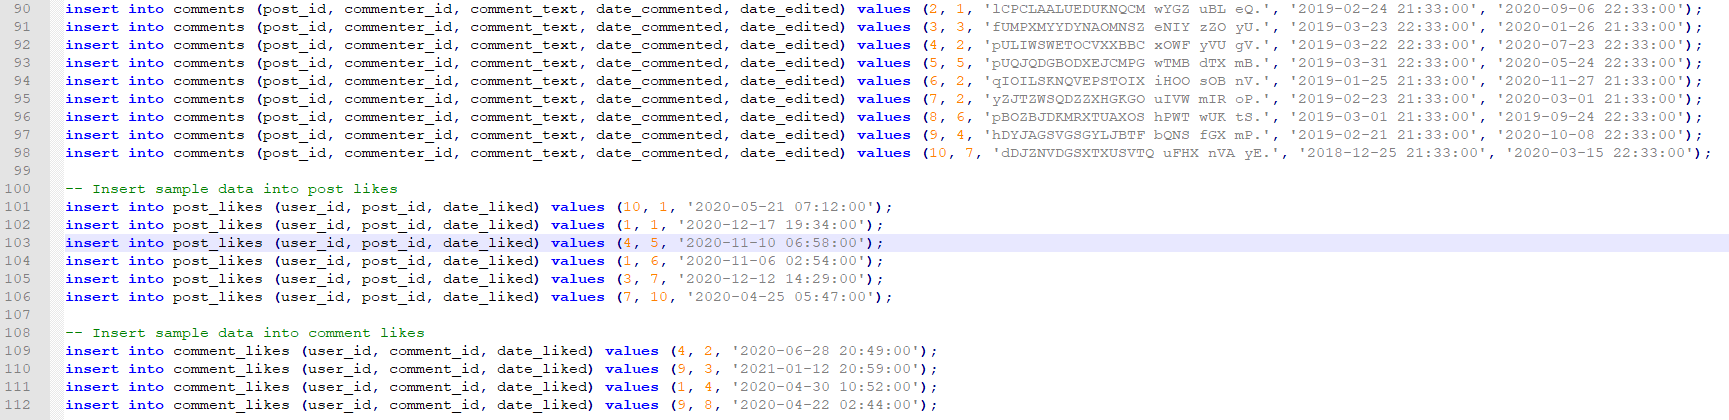 90 insert into comments (post_id, commenter_id, comment_text, date_commented, date_edited) values (2, 1, 'lCPCLAALUEDUKNQCM wYGZ uBL eQ.', '2019-02-24 21:33:00', '2020-09-06 22:33:00');
91 insert into comments (post_id, commenter_id, comment_text, date_commented, date_edited) values (3, 3, 'fUMPXMYYDYNAOMNSZ eNIY zZO yU.', '2019-03-23 22:33:00', '2020-01-26 21:33:00');
92 insert into comments (post_id, commenter_id, comment_text, date_commented, date_edited) values (4, 2, 'pULIWSWETOCVXXBBC xOWF yVU gV.', '2019-03-22 22:33:00', '2020-07-23 22:33:00');
93 insert into comments (post_id, commenter_id, comment_text, date_commented, date_edited) values (5, 5, 'pUQJQDGBODXEJCMPG wTMB dTX mB.', '2019-03-31 22:33:00', '2020-05-24 22:33:00');
94 insert into comments (post_id, commenter_id, comment_text, date_commented, date_edited) values (6, 2, 'qIOILSKNQVEPSTOIX iHOO sOB nV.', '2019-01-25 21:33:00', '2020-11-27 21:33:00');
95 insert into comments (post_id, commenter_id, comment_text, date_commented, date_edited) values (7, 2, 'yZJTZWSQDZZXHGKGO uIVW mIR oP.', '2019-02-23 21:33:00', '2020-03-01 21:33:00');
96 insert into comments (post_id, commenter_id, comment_text, date_commented, date_edited) values (8, 6, 'pBOZBJDKMRXTUAXOS hPWT wUK tS.', '2019-03-01 21:33:00', '2019-09-24 22:33:00');
97 insert into comments (post_id, commenter_id, comment_text, date_commented, date_edited) values (9, 4, 'hDYJAGSVGSGYLJBTF bQNS fGX mP.', '2019-02-21 21:33:00', '2020-10-08 22:33:00');
98 insert into comments (post_id, commenter_id, comment_text, date_commented, date_edited) values (10, 7, 'dDJZNVDGSXTXUSVTQ uFHX nVA yE.', '2018-12-25 21:33:00', '2020-03-15 22:33:00');
99
100 -- Insert sample data into post likes
101 insert into post_likes (user_id, post_id, date_liked) values (10, 1, '2020-05-21 07:12:00');
102 insert into post_likes (user_id, post_id, date_liked) values (1, 1, '2020-12-17 19:34:00');
103 insert into post_likes (user_id, post_id, date_liked) values (4, 5, '2020-11-10 06:58:00');
104 insert into post_likes (user_id, post_id, date_liked) values (1, 6, '2020-11-06 02:54:00');
105 insert into post_likes (user_id, post_id, date_liked) values (3, 7, '2020-12-12 14:29:00');
106 insert into post_likes (user_id, post_id, date_liked) values (7, 10, '2020-04-25 05:47:00');
107
108 -- Insert sample data into comment likes
109 insert into comment_likes (user_id, comment_id, date_liked) values (4, 2, '2020-06-28 20:49:00');
110 insert into comment_likes (user_id, comment_id, date_liked) values (9, 3, '2021-01-12 20:59:00');
111 insert into comment_likes (user_id, comment_id, date_liked) values (1, 4, '2020-04-30 10:52:00');
112 insert into comment_likes (user_id, comment_id, date_liked) values (9, 8, '2020-04-22 02:44:00');